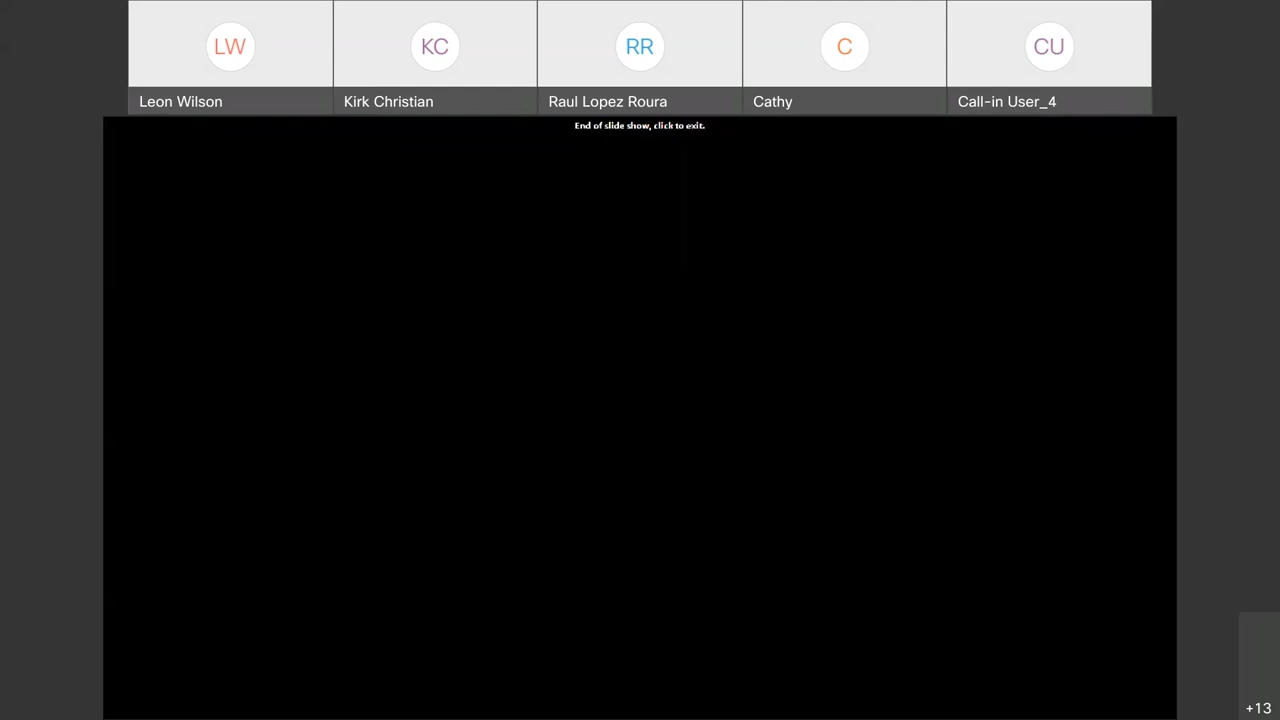 LW
KC
RR
C
CU
Leon Wilson
Kirk Christian
Raul Lopez Roura
Cathy
Call-in User_4
End of slide show, click to exit.
+13